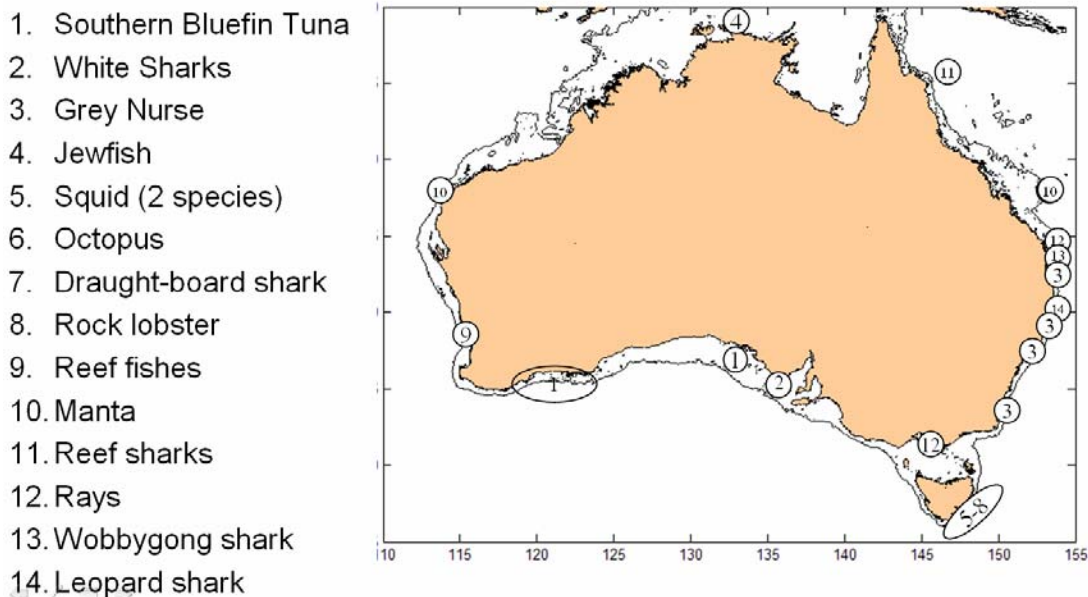 1. Southern Bluefin Tuna
2. White Sharks
3. Grey Nurse
4. Jewfish
5. Squid (2 species)
6. Octopus
7. Draught-board shark
8. Rock lobster
9. Reef fishes
10. Manta
11. Reef sharks
12. Rays
13. Wobbygong shark
14. Leopard shark
4
11
10
10
12
13
3
14
3
9
3
1
1
2
3
12
5-8
110 115 120 125 130 135 140 145 150 155